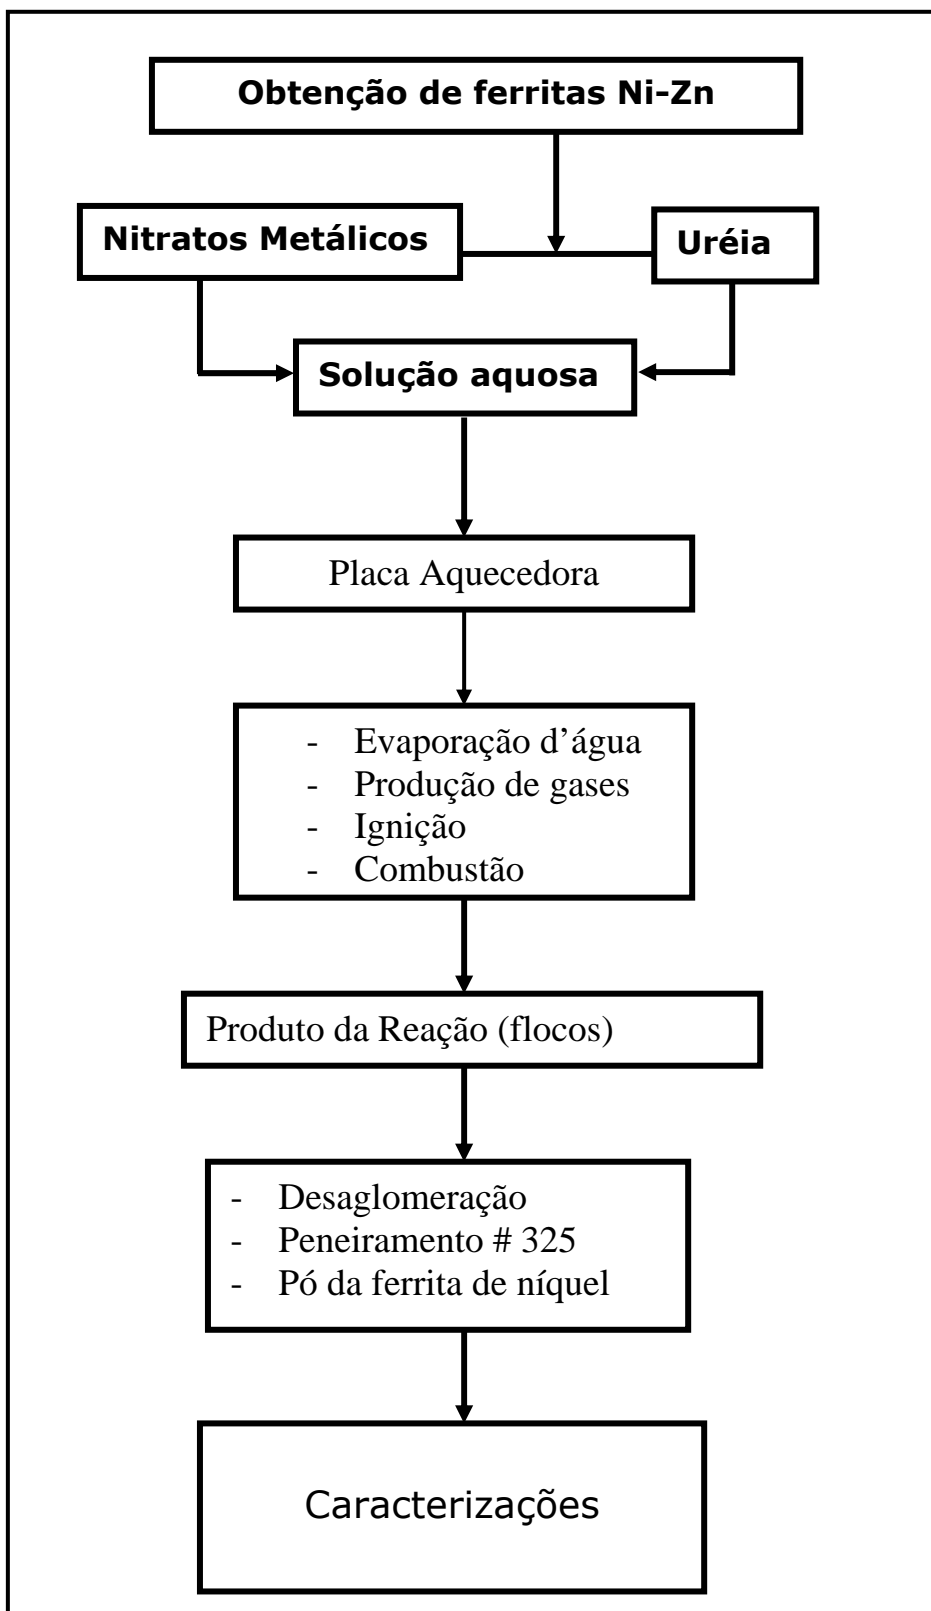 Obtenção de ferritas Ni-Zn
Nitratos Metálicos
Uréia
Solução aquosa
Placa Aquecedora
- Evaporação d’água
- Produção de gases
- Ignição
- Combustão
Produto da Reação (flocos)
- Desaglomeração
- Peneiramento # 325
- Pó da ferrita de níquel
Caracterizações